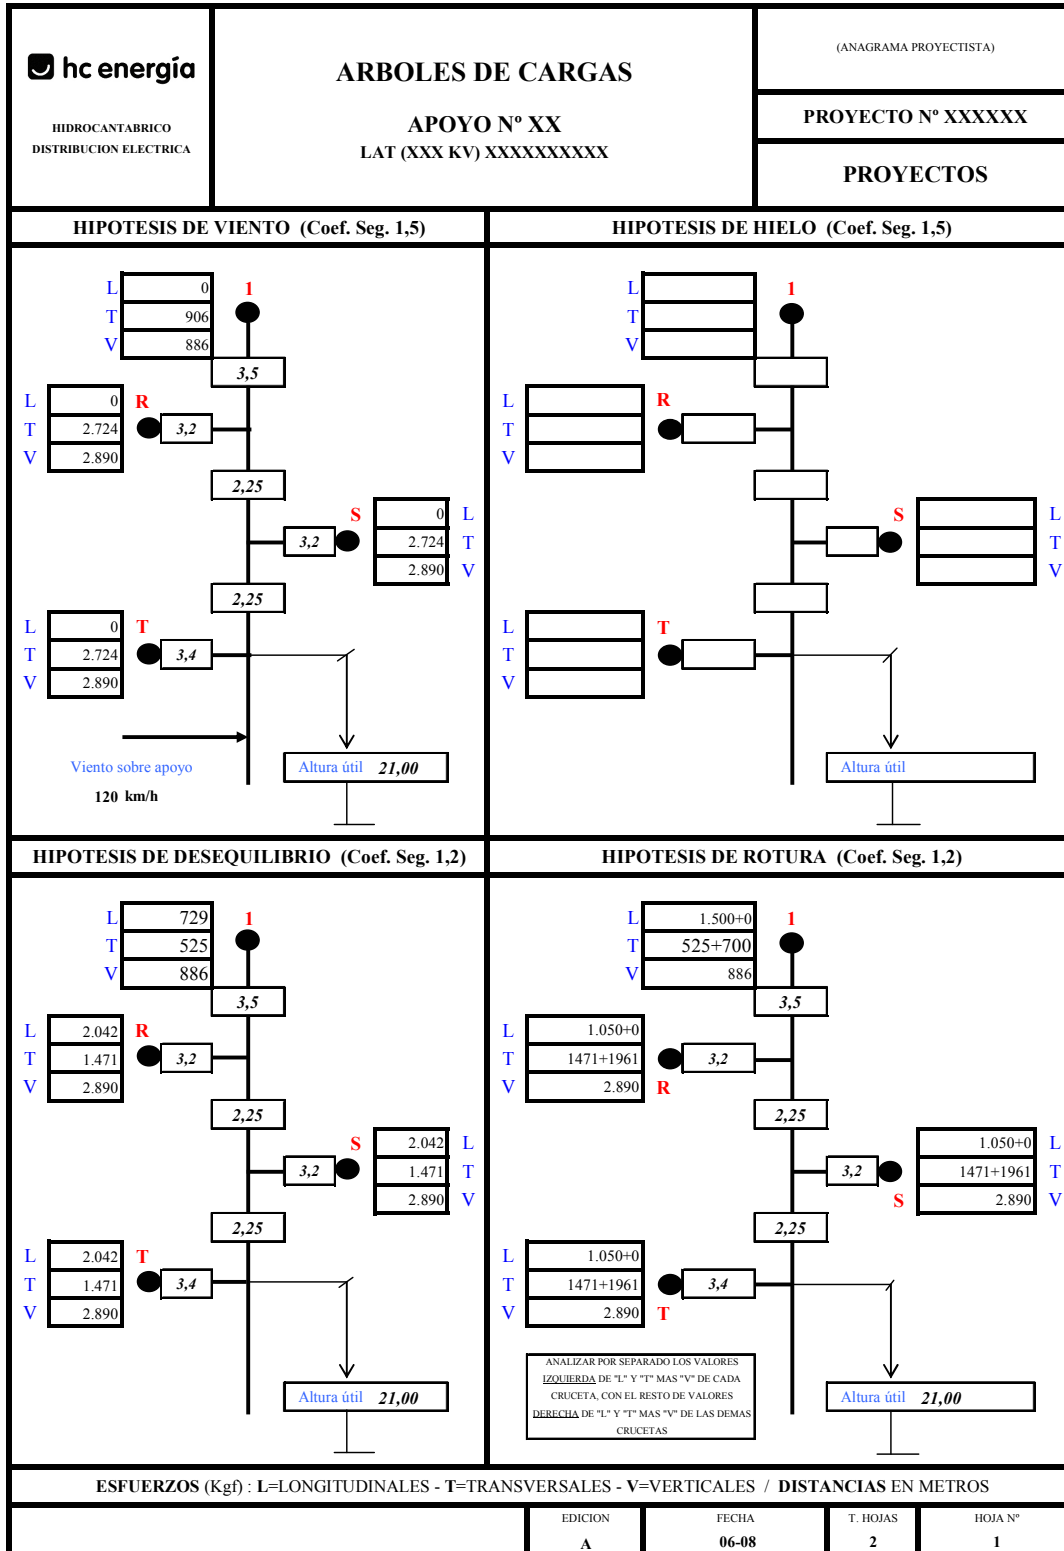 hc energía
HIDROCANTABRICO
DISTRIBUCION ELECTRICA
ARBOLES DE CARGAS
APOYO Nº XX
LAT (XXX KV) XXXXXXXXXX
(ANAGRAMA PROYECTISTA)
PROYECTO Nº XXXXXX
PROYECTOS
HIPOTESIS DE VIENTO (Coef. Seg. 1,5)
L 0 1
T 906
V 886
3,5
L 0 R
T 2.724 3,2
V 2.890
2,25
S 0 L
3,2 2.724 T
2.890 V
2,25
L 0 T
T 2.724 3,4
V 2.890
Viento sobre apoyo
120 km/h
Altura útil 21,00
HIPOTESIS DE HIELO (Coef. Seg. 1,5)
L 1
T
V
L R
T
V
S L
T
V
L T
T
V
Altura útil
HIPOTESIS DE DESEQUILIBRIO (Coef. Seg. 1,2)
L 729 1
T 525
V 886
3,5
L 2.042 R
T 1.471 3,2
V 2.890
2,25
S 2.042 L
3,2 1.471 T
2.890 V
2,25
L 2.042 T
T 1.471 3,4
V 2.890
Altura útil 21,00
HIPOTESIS DE ROTURA (Coef. Seg. 1,2)
L 1.500+0 1
T 525+700
V 886
3,5
L 1.050+0
T 1471+1961 3,2
V 2.890 R
2,25
1.050+0 L
3,2 1471+1961 T
S 2.890 V
2,25
L 1.050+0
T 1471+1961 3,4
V 2.890 T
ANALIZAR POR SEPARADO LOS VALORES
IZQUIERDA DE "L" Y "T" MAS "V" DE CADA
CRUCETA, CON EL RESTO DE VALORES
DERECHA DE "L" Y "T" MAS "V" DE LAS DEMAS
CRUCETAS
Altura útil 21,00
ESFUERZOS (Kgf) : L=LONGITUDINALES - T=TRANSVERSALES - V=VERTICALES / DISTANCIAS EN METROS
EDICION FECHA T. HOJAS HOJA Nº
A 06-08 2 1